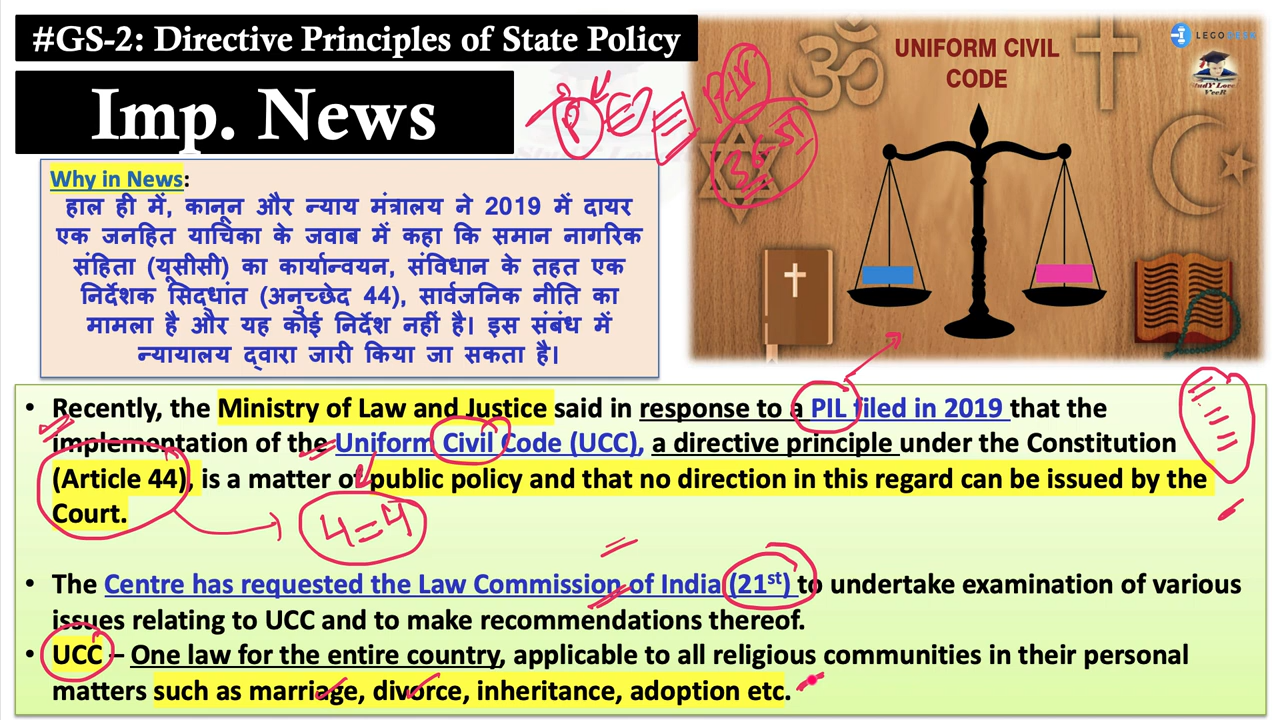 #GS-2: Directive Principles of State Policy
Imp. News
UNIFORM CIVIL
CODE
Why in News:
हाल ही में, कानून और न्याय मंत्रालय ने 2019 में दायर
एक जनहित याचिका के जवाब में कहा कि समान नागरिक
संहिता (यूसीसी) का कार्यान्वयन, संविधान के तहत एक
निर्देशक सिद्धांत (अनुच्छेद 44), सार्वजनिक नीति का
मामला है और यह कोई निर्देश नहीं है। इस संबंध में
न्यायालय द्वारा जारी किया जा सकता है।
• Recently, the Ministry of Law and Justice said in response to a PIL filed in 2019 that the
implementation of the Uniform Civil Code (UCC), a directive principle under the Constitution
(Article 44), is a matter of public policy and that no direction in this regard can be issued by the
Court.
4=4
• The Centre has requested the Law Commission of India (21st) to undertake examination of various
issues relating to UCC and to make recommendations thereof.
• UCC – One law for the entire country, applicable to all religious communities in their personal
matters such as marriage, divorce, inheritance, adoption etc.